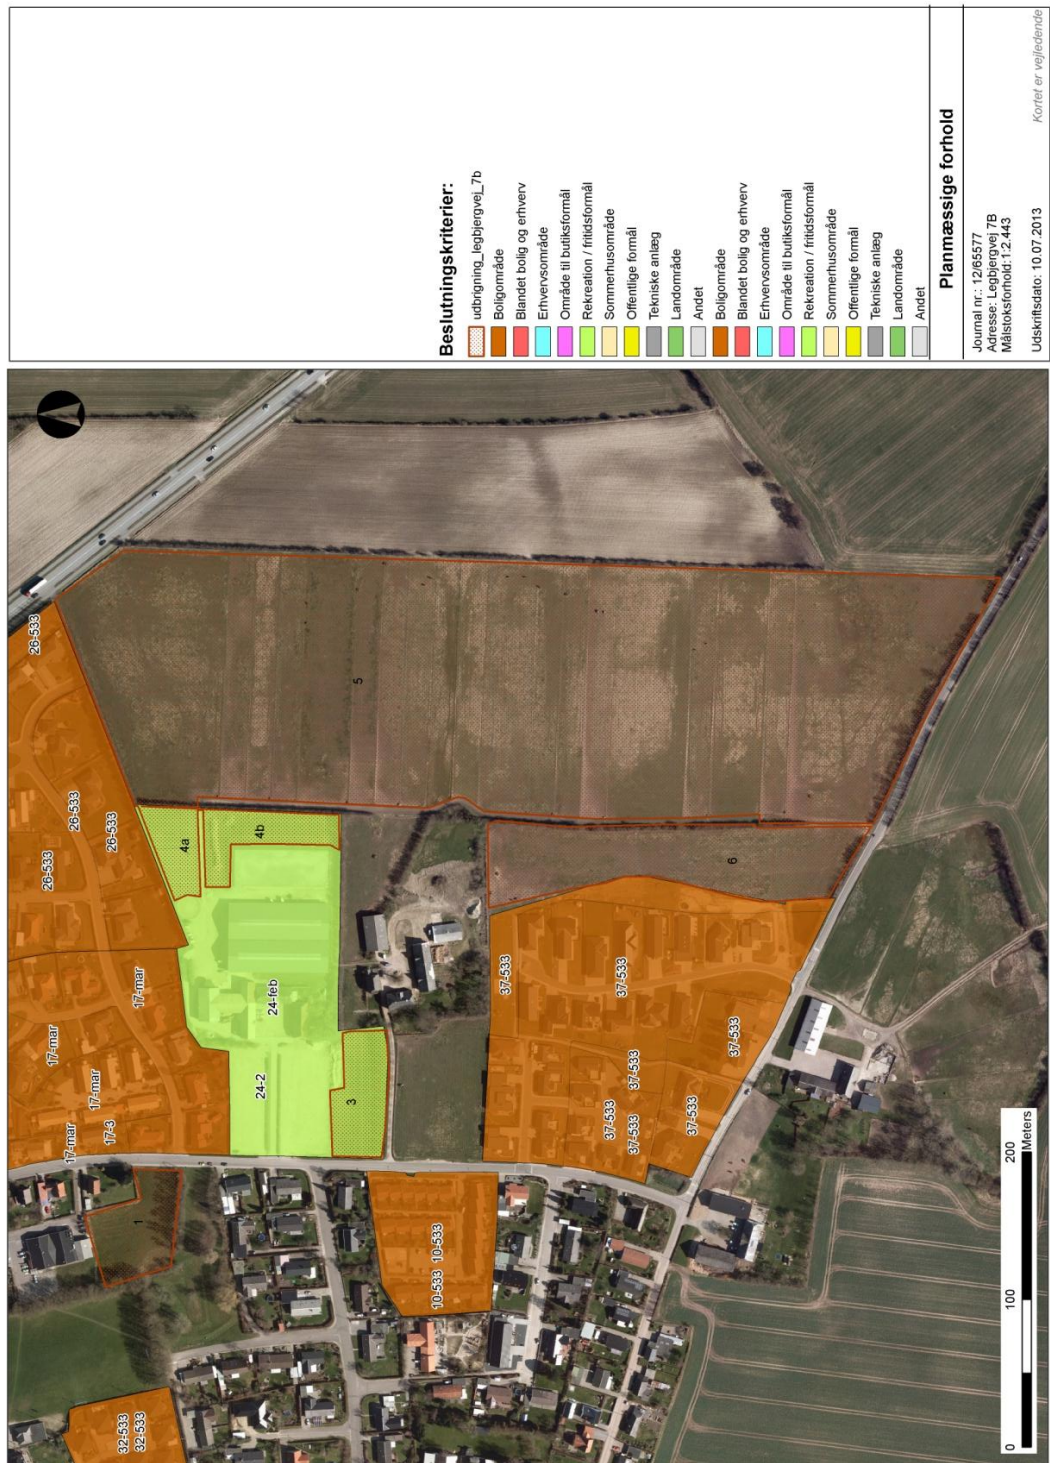 Beslutningskriterier:
udbrigning_legbjergvej_7b
Boligområde
Blandet bolig og erhverv
Erhvervsområde
Område til butiksformål
Rekreation / fritidsformål
Sommerhusområde
Offentlige formål
Tekniske anlæg
Landområde
Andet
Boligområde
Blandet bolig og erhverv
Erhvervsområde
Område til butiksformål
Rekreation / fritidsformål
Sommerhusområde
Offentlige formål
Tekniske anlæg
Landområde
Andet
Planmæssige forhold
Journal nr.: 12/65577
Adresse: Legbjergvej 7B
Målstoksforhold: 1:2.443
Udskriftsdato: 10.07.2013
Kortet er vejledende
32-533
32-533
1
17-mar
17-3
17-mar
17-mar
17-mar
26-533
26-533
26-533
26-533
24-2
24-feb
4a
4b
3
5
10-533
10-533
37-533
37-533
37-533
37-533
37-533
37-533
37-533
6
0
100
200
Meters